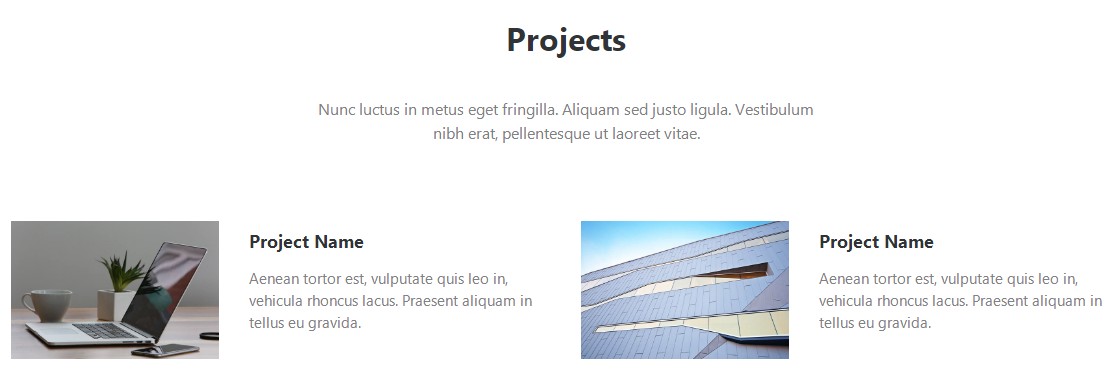 Projects
Nunc luctus in metus eget fringilla. Aliquam sed justo ligula. Vestibulum
nibh erat, pellentesque ut laoreet vitae.
Project Name
Aenean tortor est, vulputate quis leo in,
vehicula rhoncus lacus. Praesent aliquam in
tellus eu gravida.
Project Name
Aenean tortor est, vulputate quis leo in,
vehicula rhoncus lacus. Praesent aliquam in
tellus eu gravida.